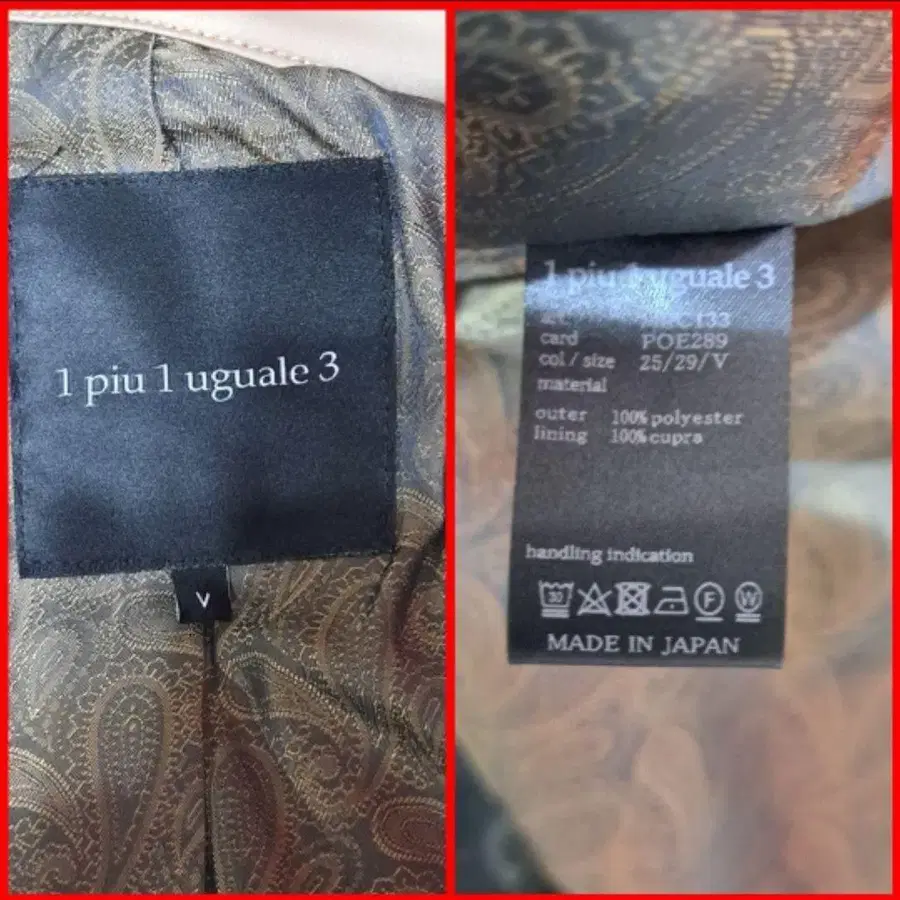 1 piu 1 uguale 3
V
1 piu 1 uguale 3
card POE289
col / size 25/29/V
material
outer 100% polyester
lining 100% cupra
handling indication
30 F W
MADE IN JAPAN